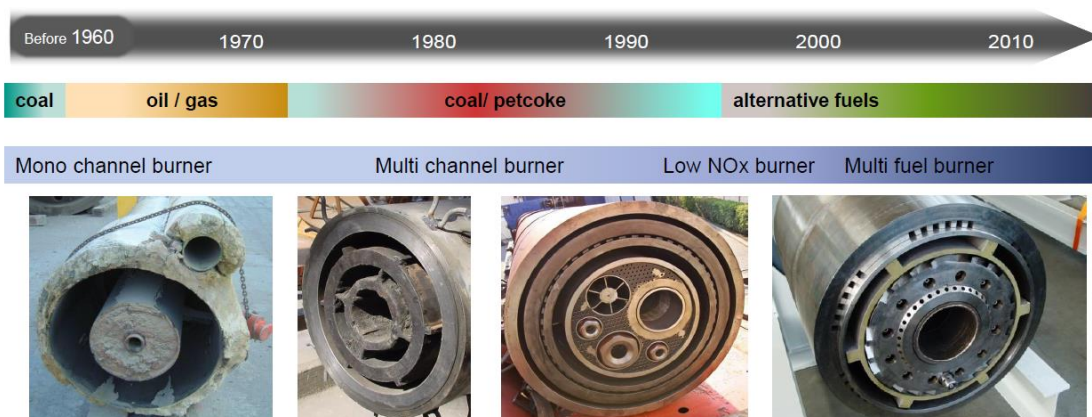 Before 1960 1970 1980 1990 2000 2010
coal oil / gas coal/ petcoke alternative fuels
Mono channel burner Multi channel burner Low NOx burner Multi fuel burner